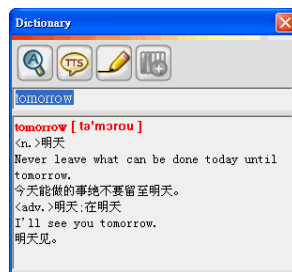 Dictionary
TTS
tomorrow
tomorrow [ tə'mɔrou ]
<n.>明天
Never leave what can be done today until
tomorrow.
今天能做的事绝不要留至明天。
<adv.>明天;在明天
I'll see you tomorrow.
明天见。